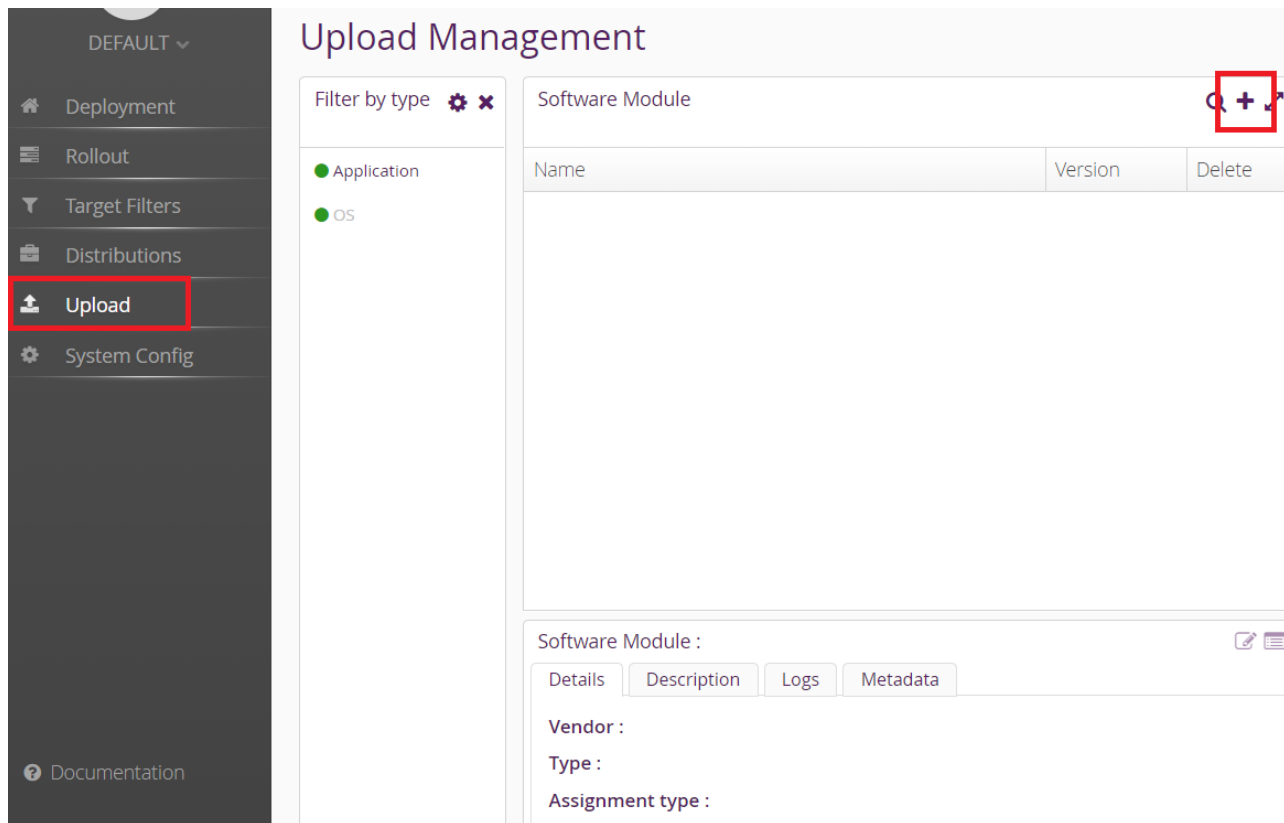 DEFAULT
Deployment
Rollout
Target Filters
Distributions
Upload
System Config
Documentation
Upload Management
Filter by type
Application
OS
Software Module
Name Version Delete
Software Module :
Details Description Logs Metadata
Vendor :
Type :
Assignment type :